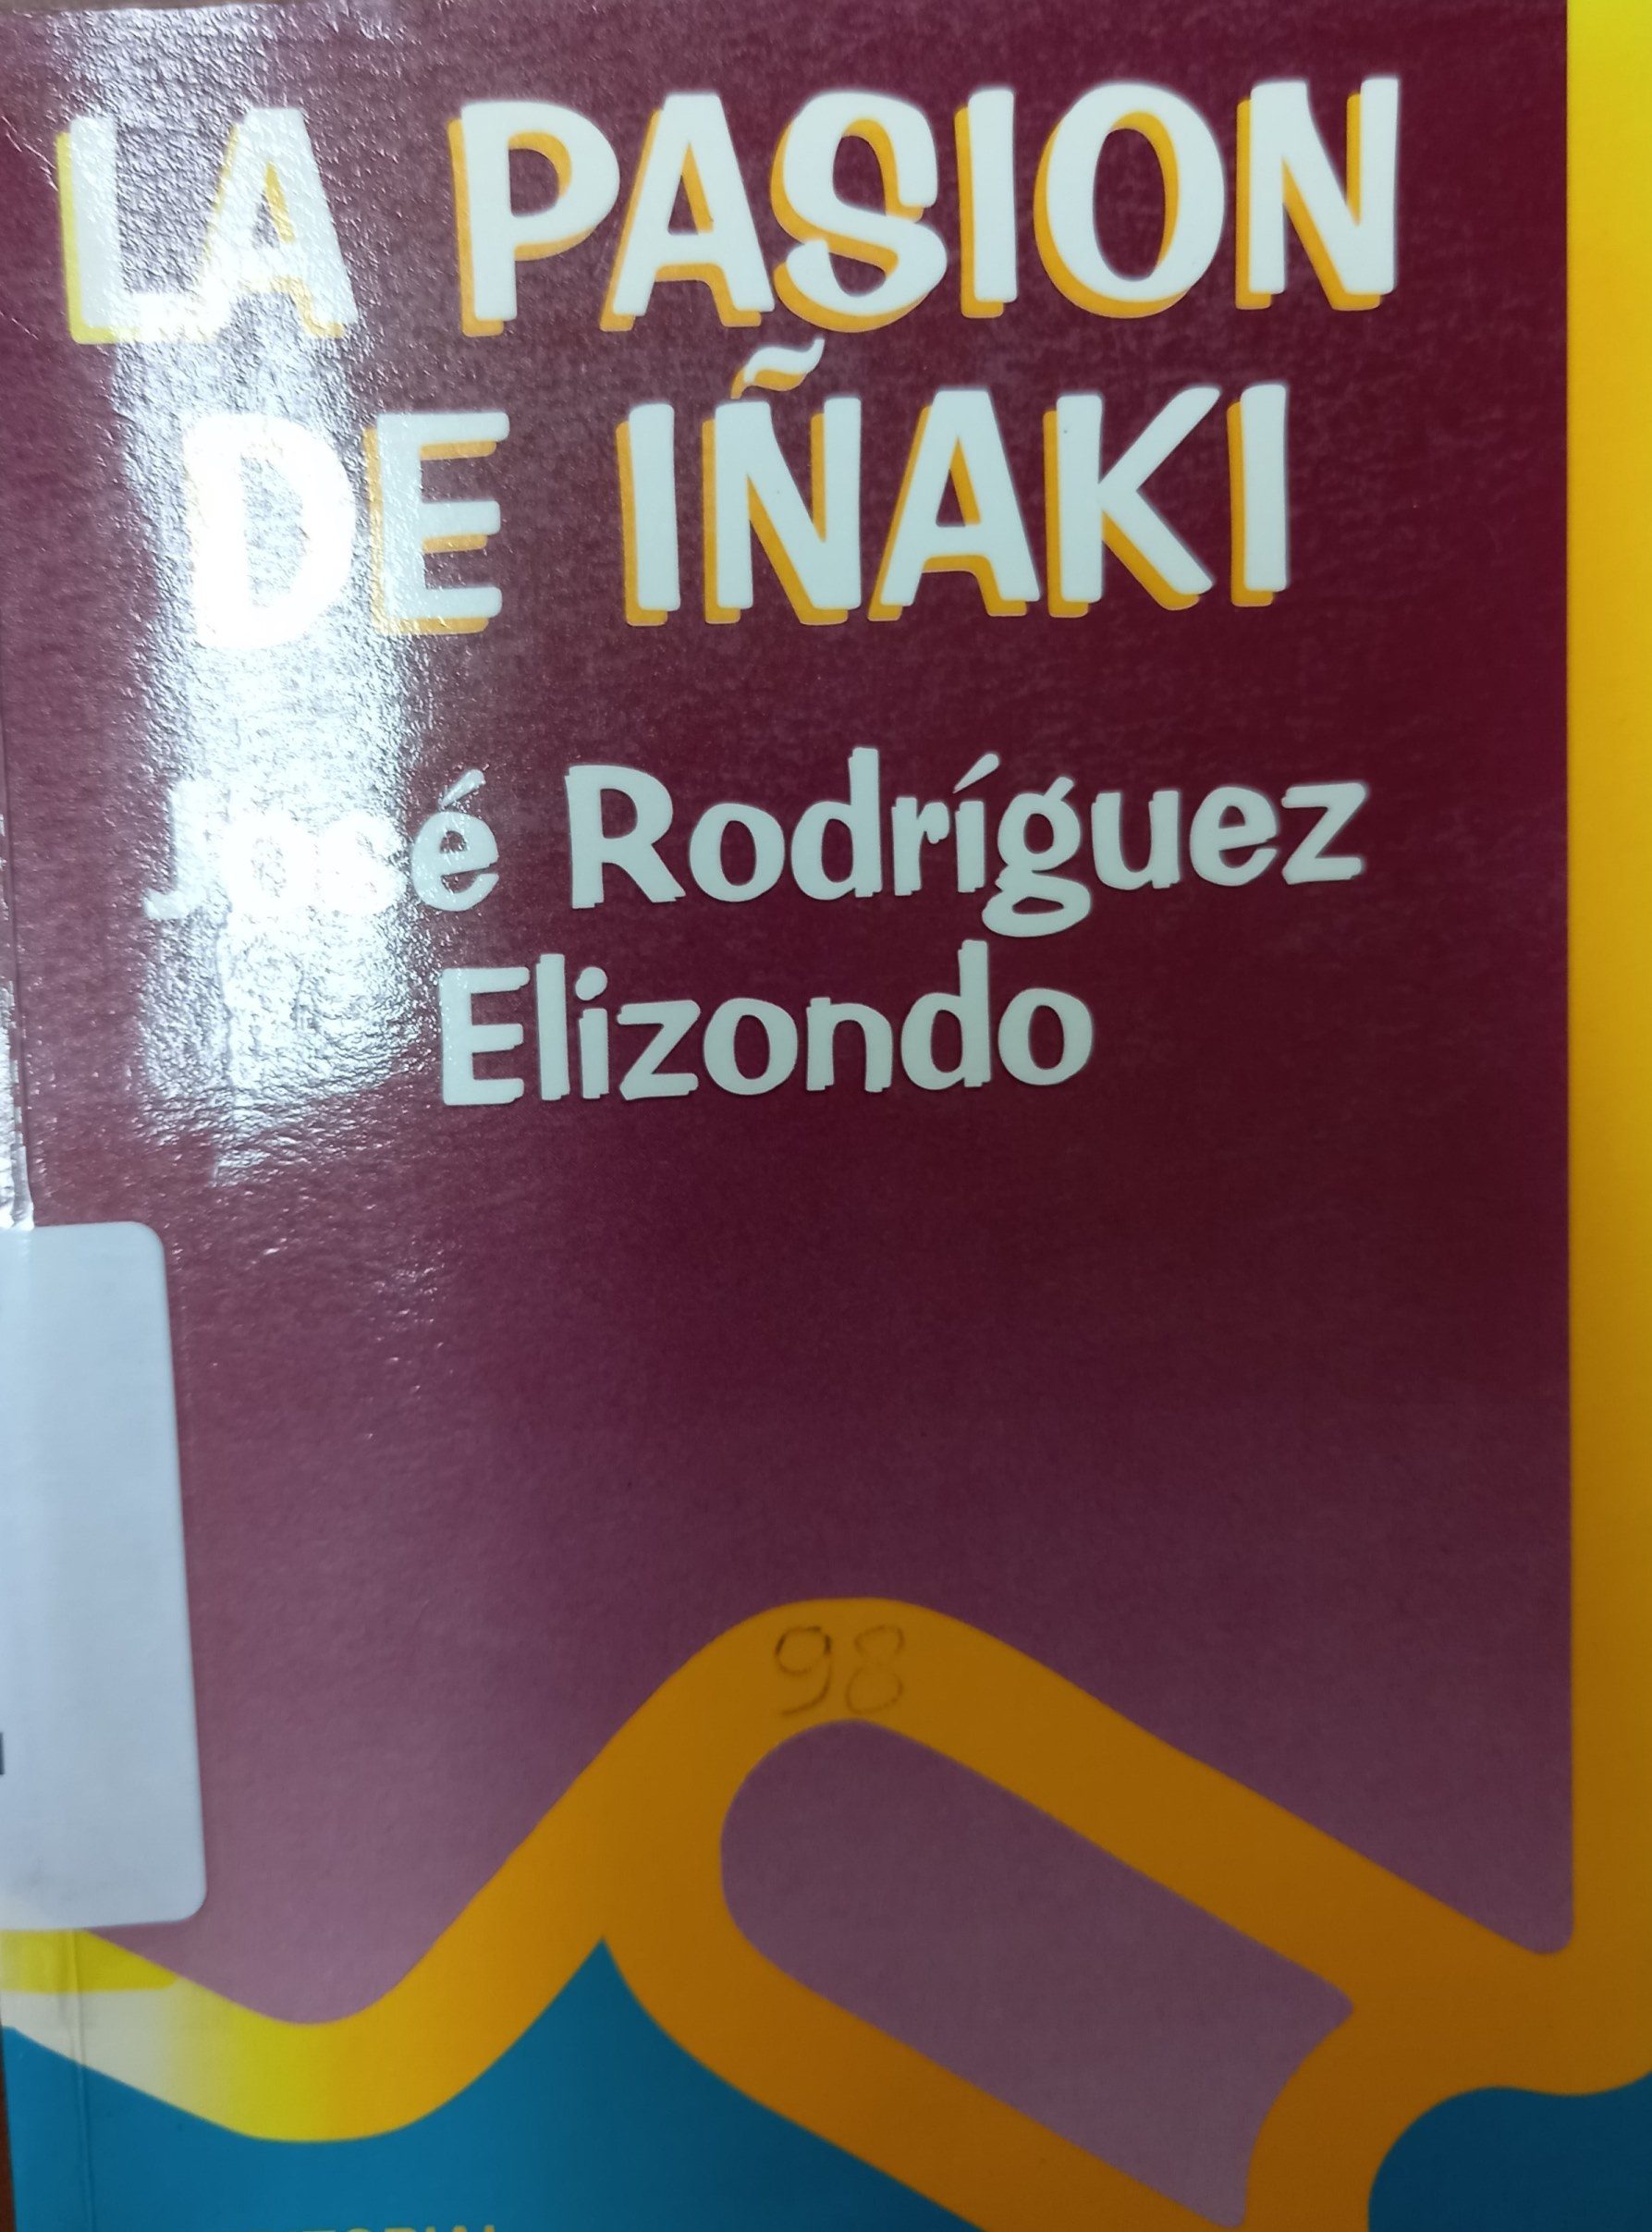 LA PASION
DE IÑAKI
José Rodríguez
Elizondo
98